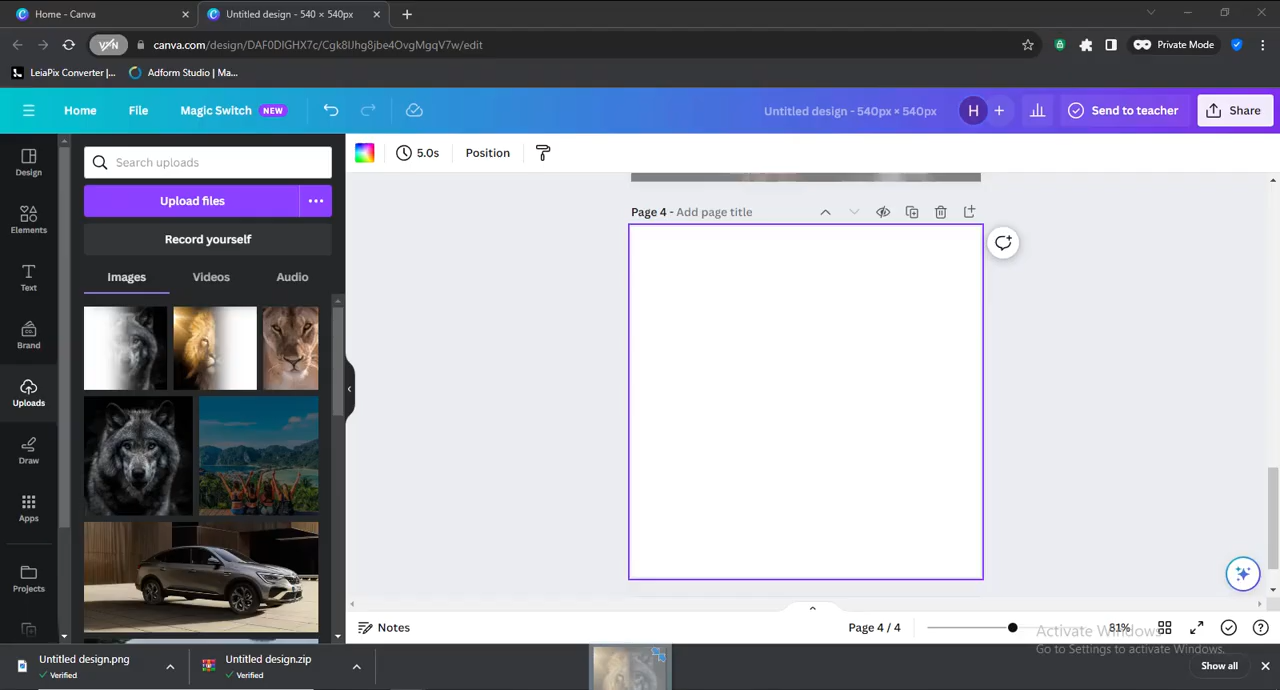 Home - Canva
Untitled design - 540 × 540px
VPN
canva.com/design/DAF0DIGHX7c/Cgk8IJhg8jbe4OvgMgqV7w/edit
Private Mode
LeiaPix Converter |...
Adform Studio | Ma...
Home
File
Magic Switch
NEW
Untitled design - 540px × 540px
H
Send to teacher
Share
Design
Elements
Text
Brand
Uploads
Draw
Apps
Projects
Search uploads
Upload files
Record yourself
Images
Videos
Audio
5.0s
Position
Page 4 - Add page title
Notes
Page 4 / 4
81%
Activate Windows
Go to Settings to activate Windows.
Untitled design.png
Verified
Untitled design.zip
Verified
Show all